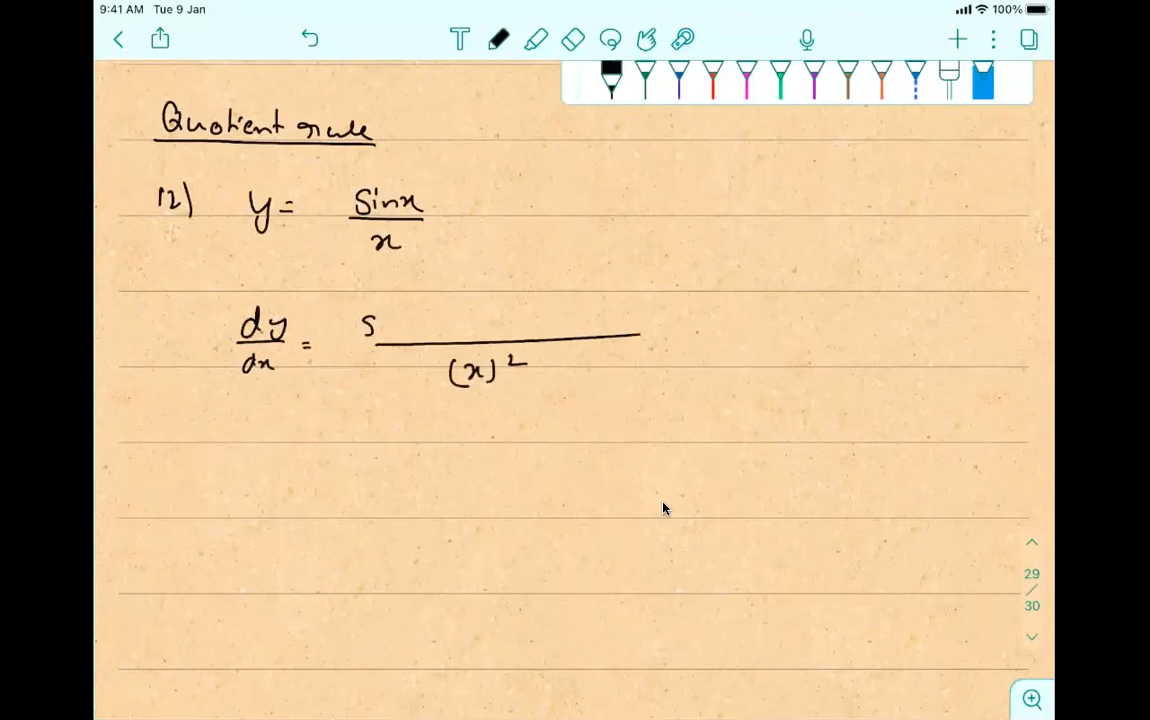 9:41 AM Tue 9 Jan 100%
Quotient rule
12) y = sinx
x
dy = S
dx (x)²
29
30